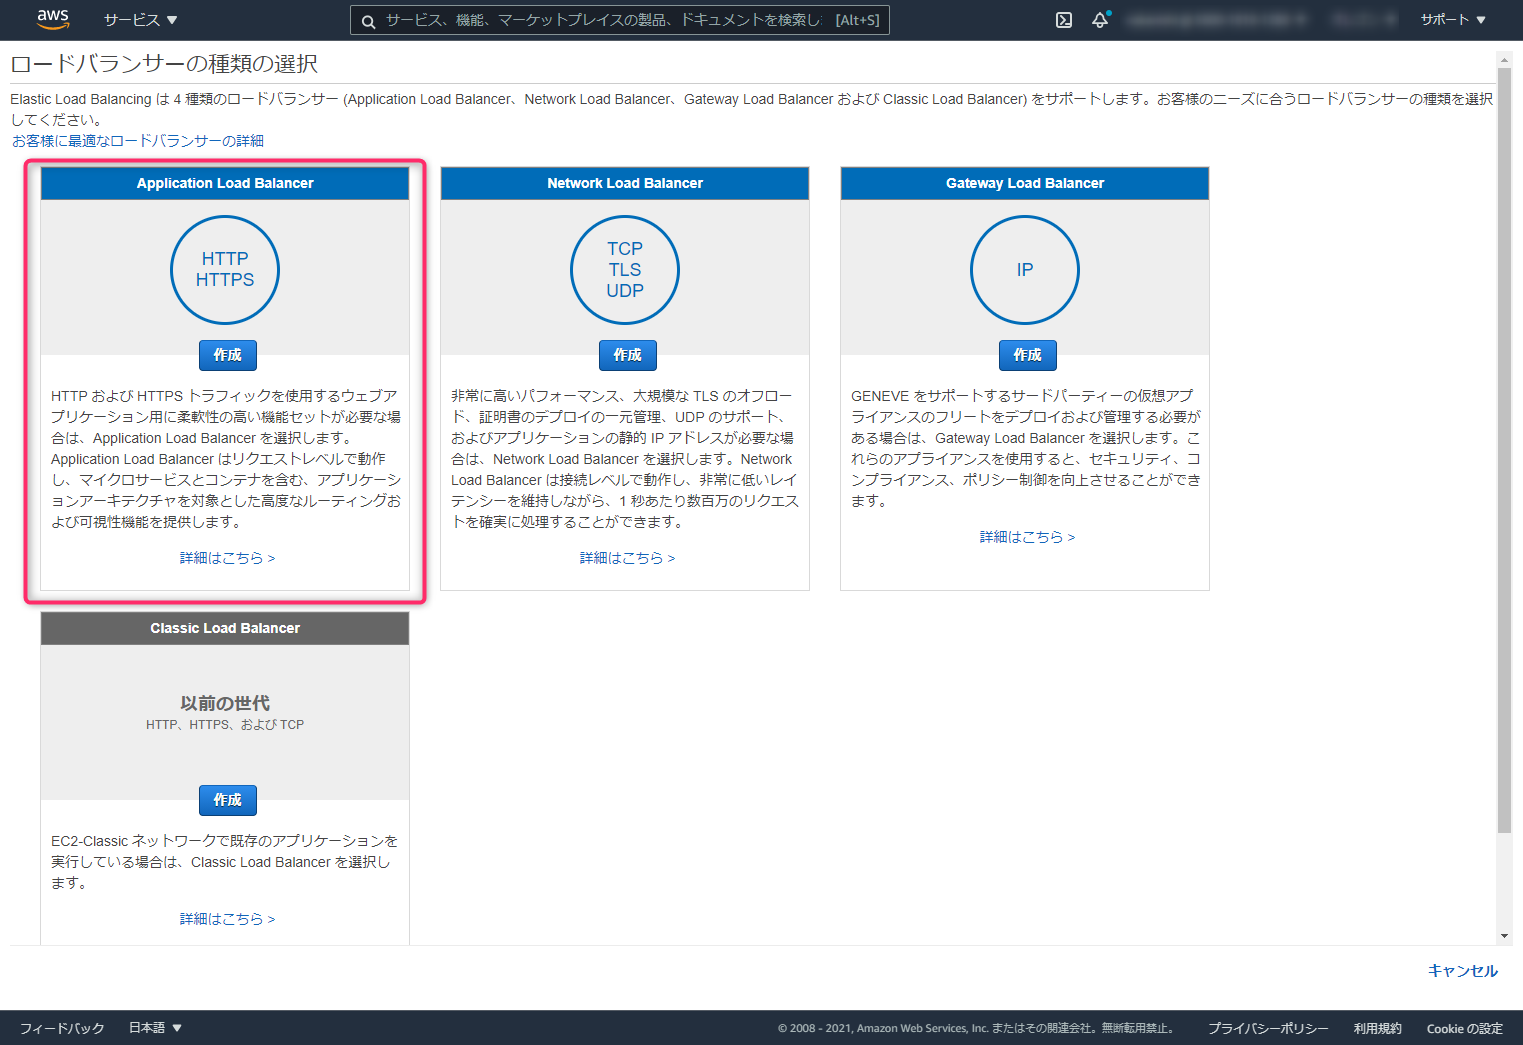 aws サービス ▼ サービス、機能、マーケットプレイスの製品、ドキュメントを検索し [Alt+S] サポート ▼
ロードバランサーの種類の選択
Elastic Load Balancing は 4 種類のロードバランサー (Application Load Balancer、Network Load Balancer、Gateway Load Balancer および Classic Load Balancer) をサポートします。お客様のニーズに合うロードバランサーの種類を選択
してください。
お客様に最適なロードバランサーの詳細
Application Load Balancer
HTTP
HTTPS
作成
HTTP および HTTPS トラフィックを使用するウェブア
プリケーション用に柔軟性の高い機能セットが必要な場
合は、Application Load Balancer を選択します。
Application Load Balancer はリクエストレベルで動作
し、マイクロサービスとコンテナを含む、アプリケーシ
ョンアーキテクチャを対象とした高度なルーティングお
よび可視性機能を提供します。
詳細はこちら >
Network Load Balancer
TCP
TLS
UDP
作成
非常に高いパフォーマンス、大規模な TLS のオフロー
ド、証明書のデプロイの一元管理、UDP のサポート、
およびアプリケーションの静的 IP アドレスが必要な場
合は、Network Load Balancer を選択します。Network
Load Balancer は接続レベルで動作し、非常に低いレイ
テンシーを維持しながら、1 秒あたり数百万のリクエス
トを確実に処理することができます。
詳細はこちら >
Gateway Load Balancer
IP
作成
GENEVE をサポートするサードパーティーの仮想アプ
ライアンスのフリートをデプロイおよび管理する必要が
ある場合は、Gateway Load Balancer を選択します。こ
れらのアプライアンスを使用すると、セキュリティ、コ
ンプライアンス、ポリシー制御を向上させることができ
ます。
詳細はこちら >
Classic Load Balancer
以前の世代
HTTP、HTTPS、および TCP
作成
EC2-Classic ネットワークで既存のアプリケーションを
実行している場合は、Classic Load Balancer を選択し
ます。
詳細はこちら >
キャンセル
フィードバック 日本語 ▼ © 2008 - 2021, Amazon Web Services, Inc. またはその関連会社。無断転用禁止。 プライバシーポリシー 利用規約 Cookie の設定